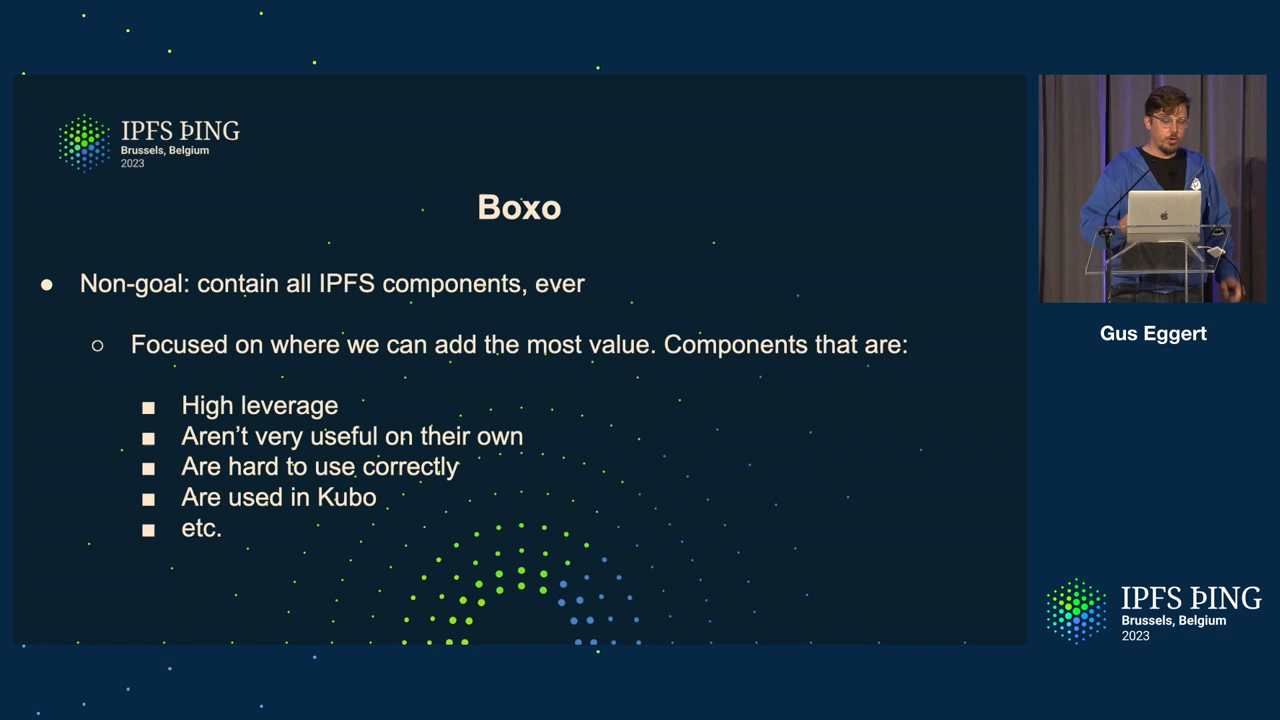 IPFS ÞING
Brussels, Belgium
2023
Boxo
● Non-goal: contain all IPFS components, ever
○ Focused on where we can add the most value. Components that are:
■ High leverage
■ Aren’t very useful on their own
■ Are hard to use correctly
■ Are used in Kubo
■ etc.
Gus Eggert
IPFS ÞING
Brussels, Belgium
2023